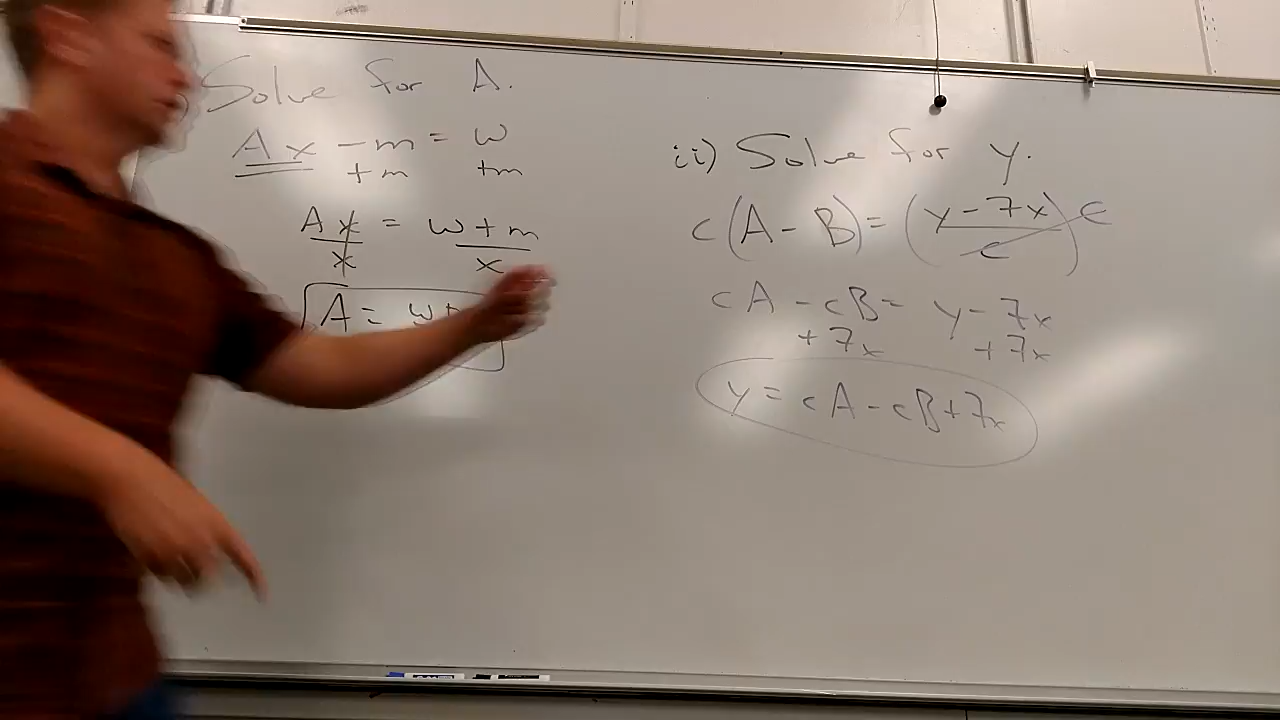 ) Solve for A.
Ax - m = w
+m +m
Ax = w + m
x x
A = w+
ii) Solve for y.
c(A - B) = (y - 7x)c
c
cA - cB = y - 7x
+7x +7x
y = cA - cB + 7x